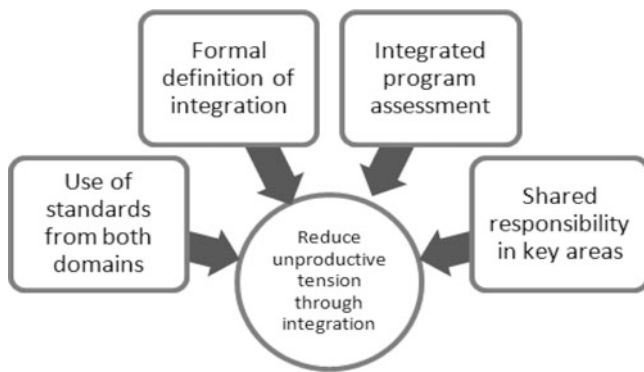 Formal
definition of
integration
Integrated
program
assessment
Use of
standards
from both
domains
Shared
responsibility
in key areas
Reduce
unproductive
tension
through
integration